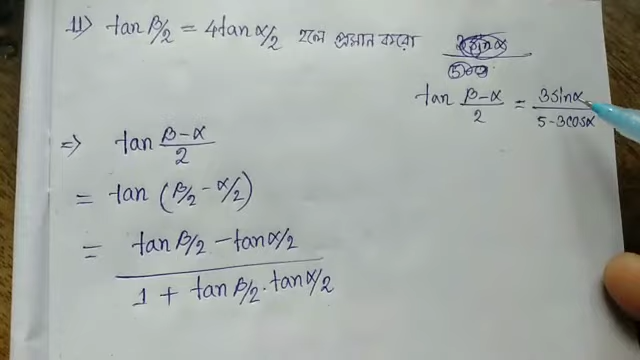 11) tan β/2 = 4tan α/2 হলে প্রমান করো
tan β-α/2 = 3sinα/5-3cosα
=> tan β-α/2
= tan (β/2 - α/2)
= tan β/2 - tan α/2 / 1 + tan β/2 . tan α/2